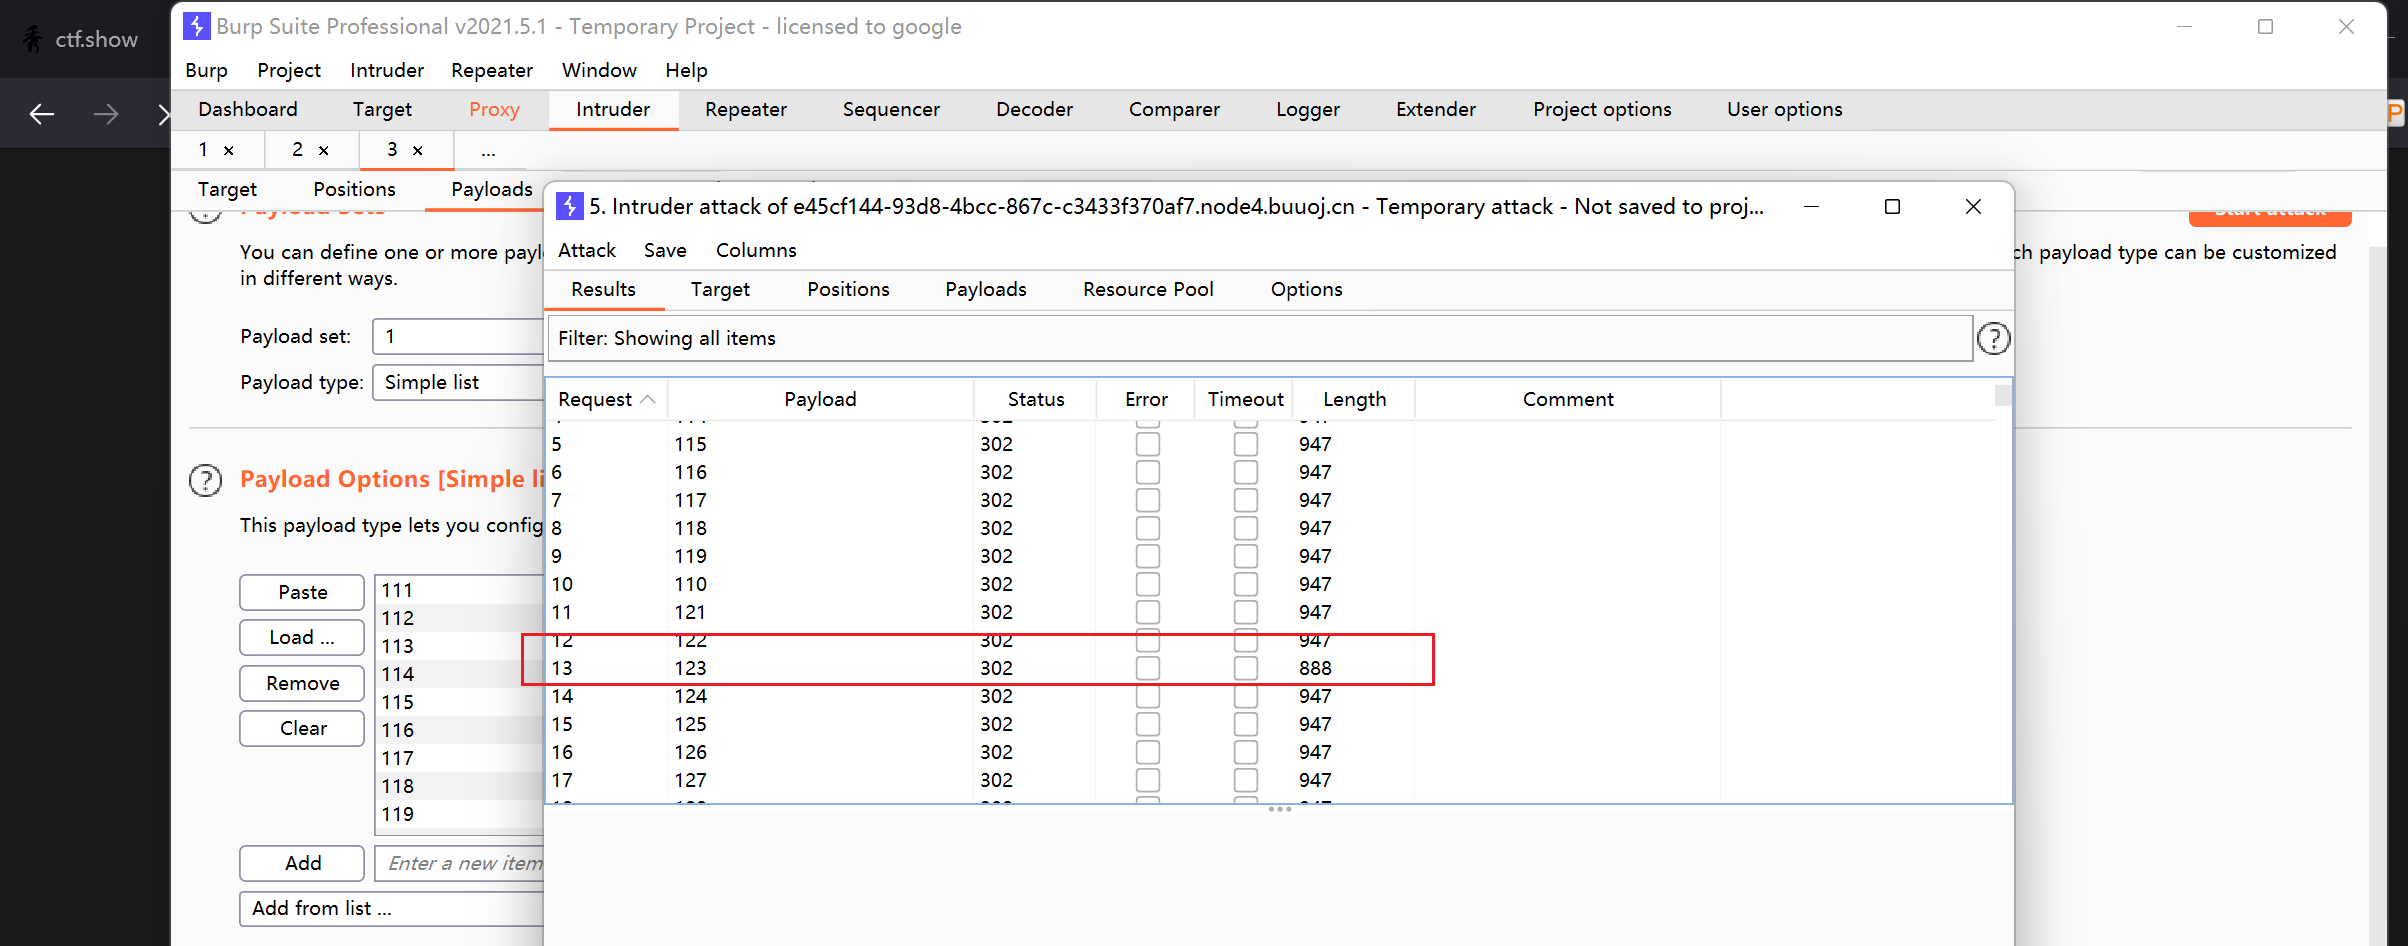 ctf.show
Burp Suite Professional v2021.5.1 - Temporary Project - licensed to google
Burp Project Intruder Repeater Window Help
Dashboard Target Proxy Intruder Repeater Sequencer Decoder Comparer Logger Extender Project options User options
1 × 2 × 3 × ...
Target Positions Payloads
5. Intruder attack of e45cf144-93d8-4bcc-867c-c3433f370af7.node4.buuoj.cn - Temporary attack - Not saved to proj...
Payload Sets
Start attack
You can define one or more payl
ch payload type can be customized
in different ways.
Payload set: 1
Payload type: Simple list
Payload Options [Simple li
This payload type lets you config
Paste
Load ...
Remove
Clear
111
112
113
114
115
116
117
118
119
Add Enter a new item
Add from list ...
Attack Save Columns
Results Target Positions Payloads Resource Pool Options
Filter: Showing all items
Request Payload Status Error Timeout Length Comment
5 115 302 947
6 116 302 947
7 117 302 947
8 118 302 947
9 119 302 947
10 110 302 947
11 121 302 947
12 122 302 947
13 123 302 888
14 124 302 947
15 125 302 947
16 126 302 947
17 127 302 947